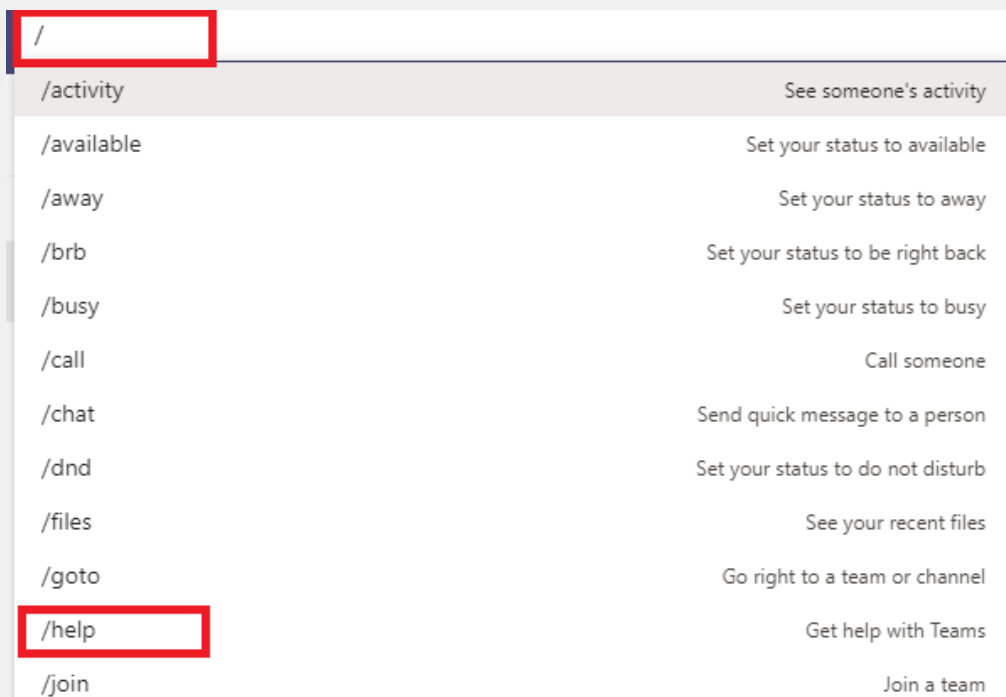 /
/activity See someone's activity
/available Set your status to available
/away Set your status to away
/brb Set your status to be right back
/busy Set your status to busy
/call Call someone
/chat Send quick message to a person
/dnd Set your status to do not disturb
/files See your recent files
/goto Go right to a team or channel
/help Get help with Teams
/join Join a team